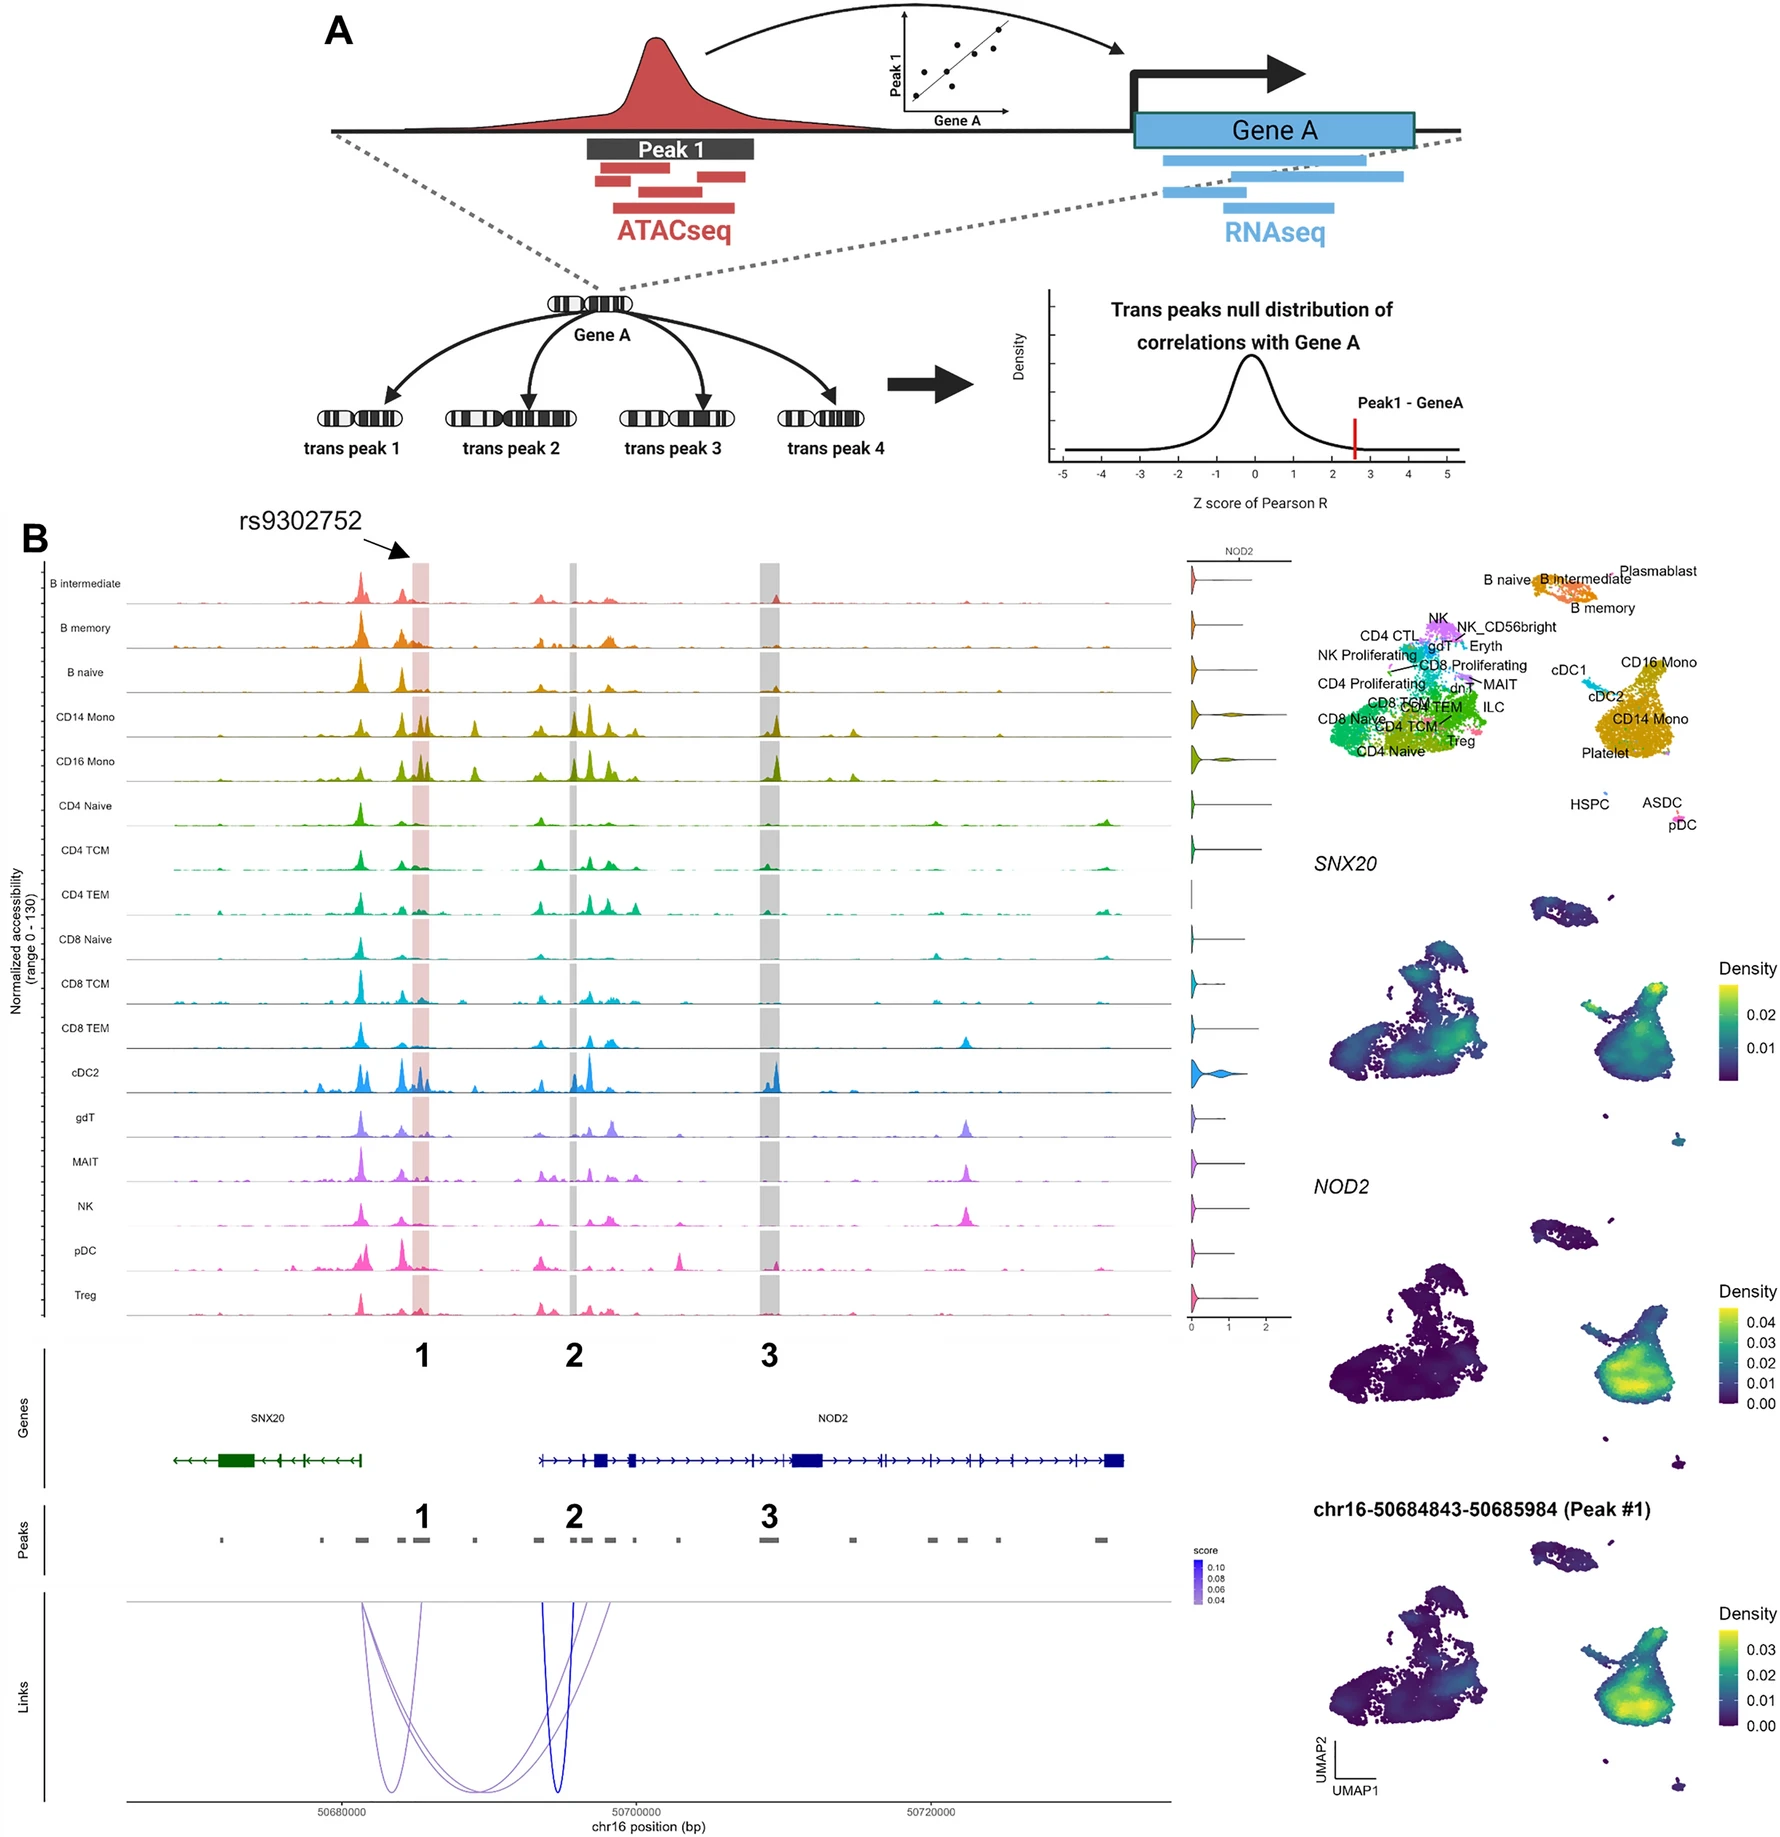 A
Peak 1
Gene A
Gene A
Peak 1
ATACseq
RNAseq
Gene A
trans peak 1
trans peak 2
trans peak 3
trans peak 4
Trans peaks null distribution of
correlations with Gene A
Density
Peak1 - GeneA
-5 -4 -3 -2 -1 0 1 2 3 4 5
Z score of Pearson R
B
rs9302752
Normalized accessibility
(range 0 - 130)
B intermediate
B memory
B naive
CD14 Mono
CD16 Mono
CD4 Naive
CD4 TCM
CD4 TEM
CD8 Naive
CD8 TCM
CD8 TEM
cDC2
gdT
MAIT
NK
pDC
Treg
NOD2
0 1 2
1 2 3
Genes
SNX20
NOD2
Peaks
1 2 3
Links
score
0.10
0.08
0.06
0.04
50680000
50700000
50720000
chr16 position (bp)
B naive
B intermediate
Plasmablast
B memory
NK
NK_CD56bright
CD4 CTL
gdT
Eryth
NK Proliferating
CD8 Proliferating
CD4 Proliferating
dnT
MAIT
CD8 TCM
CD4 TEM
ILC
CD8 Naive
CD4 TCM
Treg
CD4 Naive
cDC1
CD16 Mono
cDC2
CD14 Mono
Platelet
HSPC
ASDC
pDC
SNX20
Density
0.02
0.01
NOD2
Density
0.04
0.03
0.02
0.01
0.00
chr16-50684843-50685984 (Peak #1)
Density
0.03
0.02
0.01
0.00
UMAP2
UMAP1